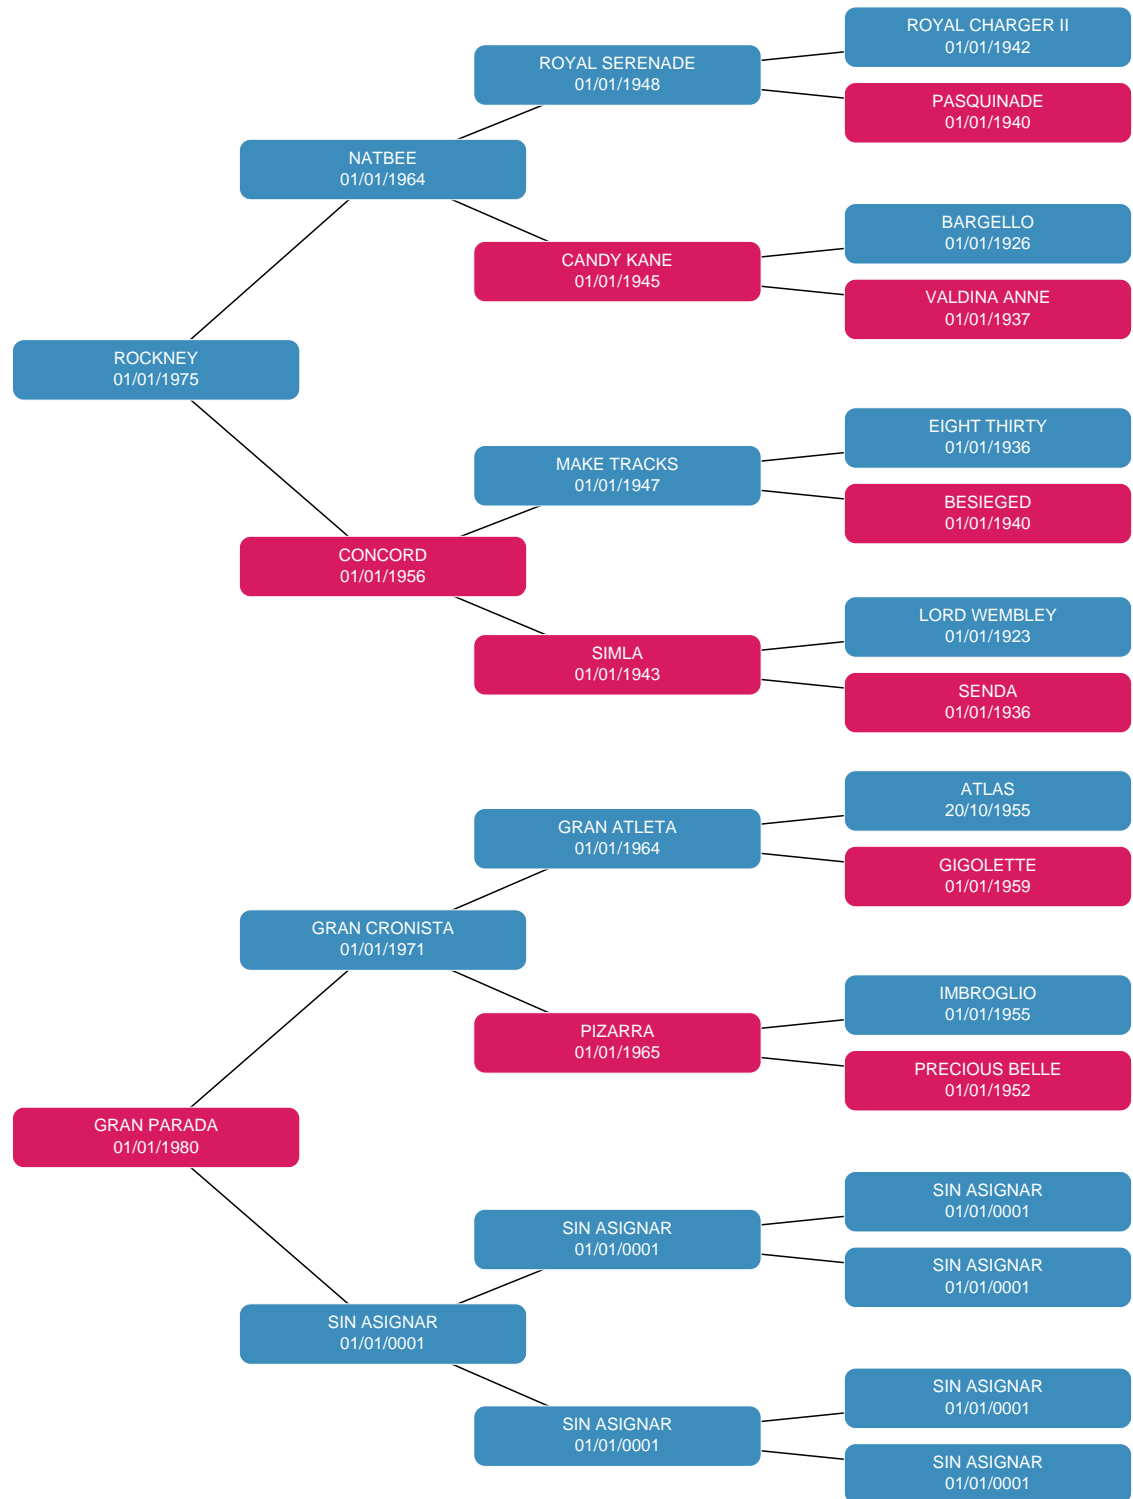 ROYAL CHARGER II
01/01/1942
ROYAL SERENADE
01/01/1948
PASQUINADE
01/01/1940
NATBEE
01/01/1964
BARGELLO
01/01/1926
CANDY KANE
01/01/1945
VALDINA ANNE
01/01/1937
ROCKNEY
01/01/1975
EIGHT THIRTY
01/01/1936
MAKE TRACKS
01/01/1947
BESIEGED
01/01/1940
CONCORD
01/01/1956
LORD WEMBLEY
01/01/1923
SIMLA
01/01/1943
SENDA
01/01/1936
ATLAS
20/10/1955
GRAN ATLETA
01/01/1964
GIGOLETTE
01/01/1959
GRAN CRONISTA
01/01/1971
IMBROGLIO
01/01/1955
PIZARRA
01/01/1965
PRECIOUS BELLE
01/01/1952
GRAN PARADA
01/01/1980
SIN ASIGNAR
01/01/0001
SIN ASIGNAR
01/01/0001
SIN ASIGNAR
01/01/0001
SIN ASIGNAR
01/01/0001
SIN ASIGNAR
01/01/0001
SIN ASIGNAR
01/01/0001
SIN ASIGNAR
01/01/0001